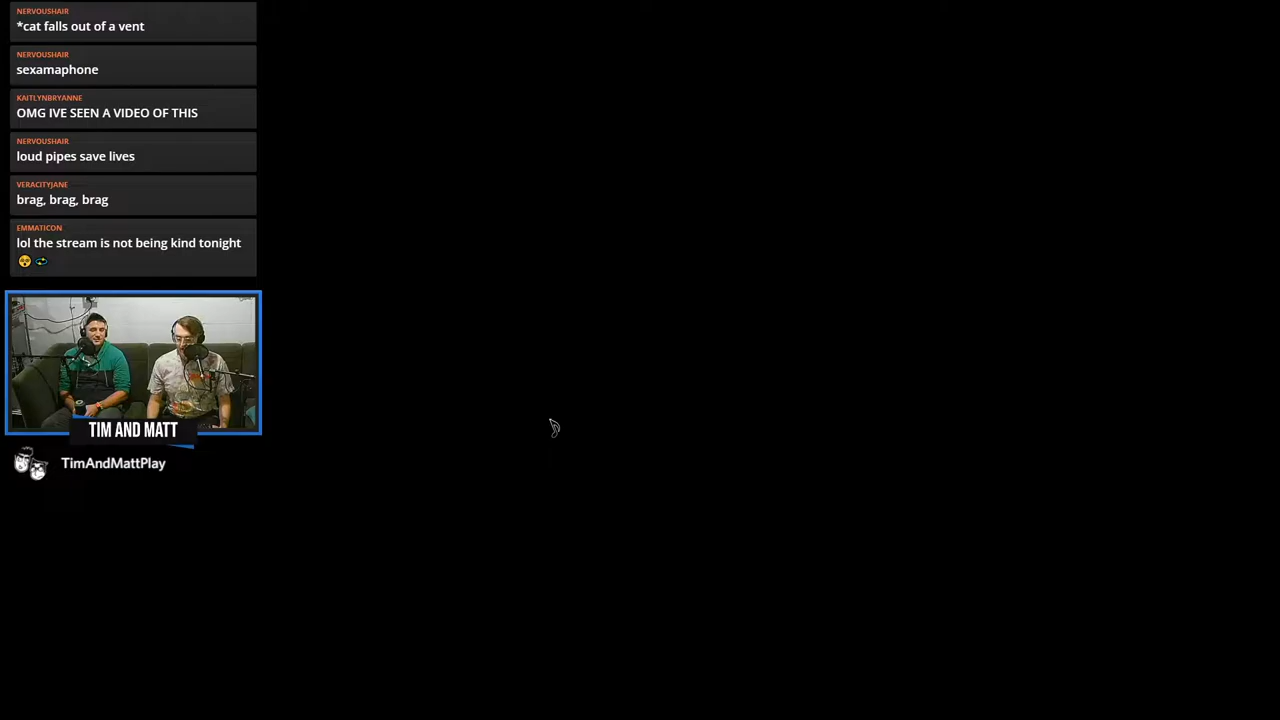 NERVOUSHAIR
*cat falls out of a vent
NERVOUSHAIR
sexamaphone
KAITLYNBRYANNE
OMG IVE SEEN A VIDEO OF THIS
NERVOUSHAIR
loud pipes save lives
VERACITYJANE
brag, brag, brag
EMMATICON
lol the stream is not being kind tonight
TIM AND MATT
TimAndMattPlay